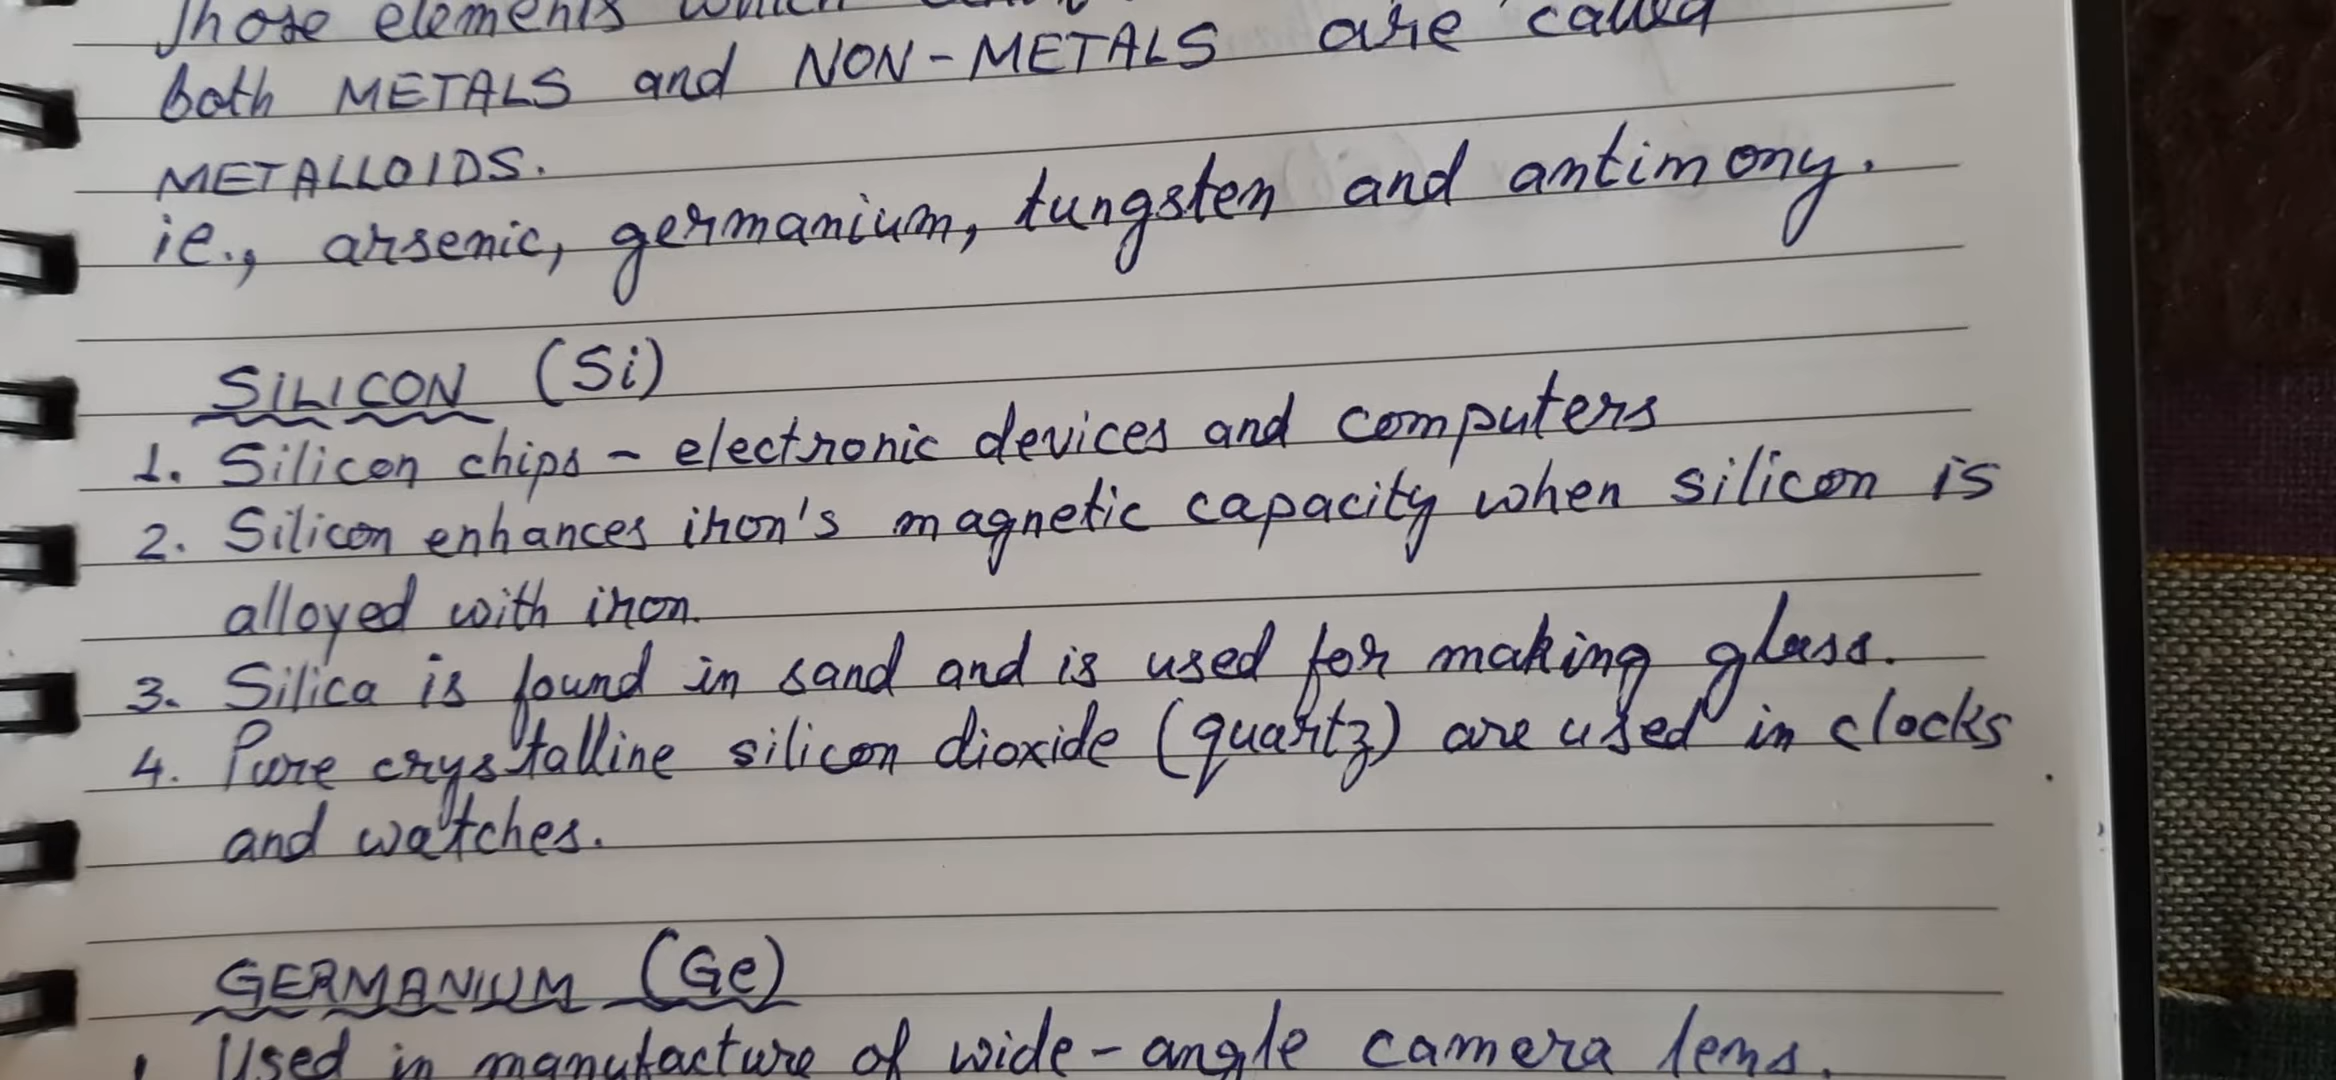 Those elements which
both METALS and NON-METALS are called
METALLOIDS.
ie., arsenic, germanium, tungsten and antimony.
SILICON (Si)
1. Silicon chips - electronic devices and computers
2. Silicon enhances iron's magnetic capacity when silicon is
alloyed with iron.
3. Silica is found in sand and is used for making glass.
4. Pure crystalline silicon dioxide (quartz) are used in clocks
and watches.
GERMANIUM (Ge)
Used in manufacture of wide-angle camera lens.